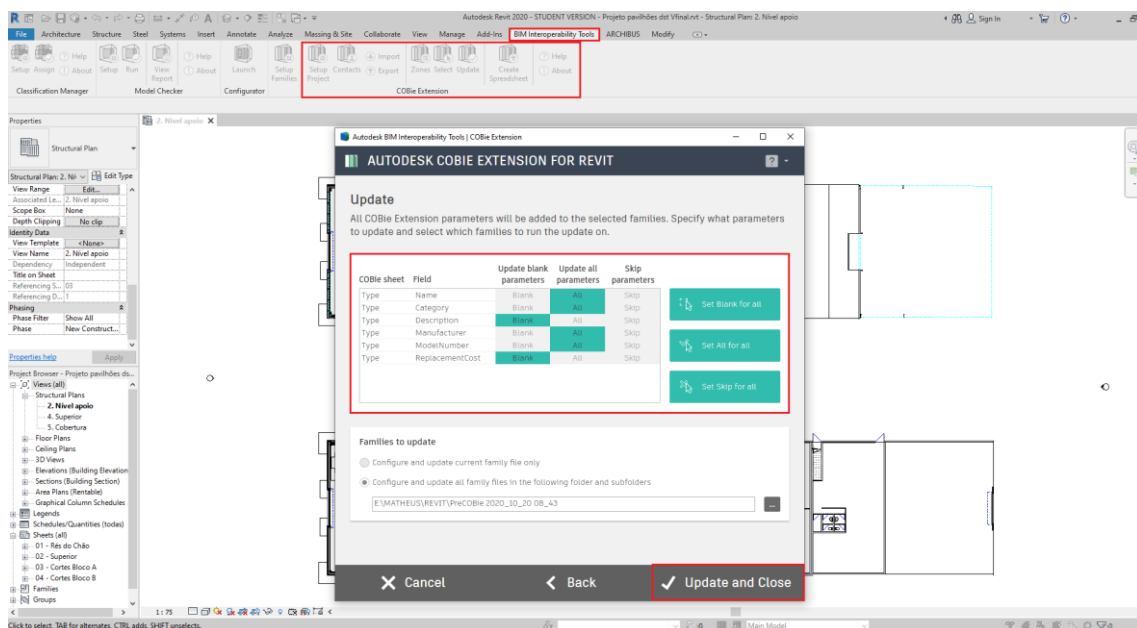 Autodesk Revit 2020 - STUDENT VERSION - Projeto pavilhões dst Vfinal.rvt - Structural Plan: 2. Nivel apoio
Sign In
File Architecture Structure Steel Systems Insert Annotate Analyze Massing & Site Collaborate View Manage Add-Ins BIM Interoperability Tools ARCHIBUS Modify
Help Help Import Help
Setup Assign About Setup Run View Report About Launch Setup Families Setup Project Contacts Export Zones Select Update Create Spreadsheet About
Classification Manager Model Checker Configurator COBie Extension
Properties
2. Nivel apoio X
Structural Plan
Structural Plan: 2. Ni Edit Type
View Range Edit...
Associated Le... 2. Nivel apoio
Scope Box None
Depth Clipping No clip
Identity Data
View Template <None>
View Name 2. Nivel apoio
Dependency Independent
Title on Sheet
Referencing S... 03
Referencing D... 1
Phasing
Phase Filter Show All
Phase New Construct...
Properties help Apply
Project Browser - Projeto pavilhões ds...
Views (all)
Structural Plans
2. Nivel apoio
4. Superior
5. Cobertura
Floor Plans
Ceiling Plans
3D Views
Elevations (Building Elevation
Sections (Building Section)
Area Plans (Rentable)
Graphical Column Schedules
Legends
Schedules/Quantities (todas)
Sheets (all)
01 - Rés do Chão
02 - Superior
03 - Cortes Bloco A
04 - Cortes Bloco B
Families
Groups
Autodesk BIM Interoperability Tools | COBie Extension
AUTODESK COBIE EXTENSION FOR REVIT
Update
All COBie Extension parameters will be added to the selected families. Specify what parameters
to update and select which families to run the update on.
COBie sheet Field Update blank parameters Update all parameters Skip parameters
Type Name Blank All Skip
Type Category Blank All Skip
Type Description Blank All Skip
Type Manufacturer Blank All Skip
Type ModelNumber Blank All Skip
Type ReplacementCost Blank All Skip
Set Blank for all
Set All for all
Set Skip for all
Families to update
Configure and update current family file only
Configure and update all family files in the following folder and subfolders
E:\MATHEUS\REVIT\PreCOBie 2020_10_20 08_43
...
Cancel Back Update and Close
1 : 75
Click to select, TAB for alternates, CTRL adds, SHIFT unselects.
:0 Main Model
:0